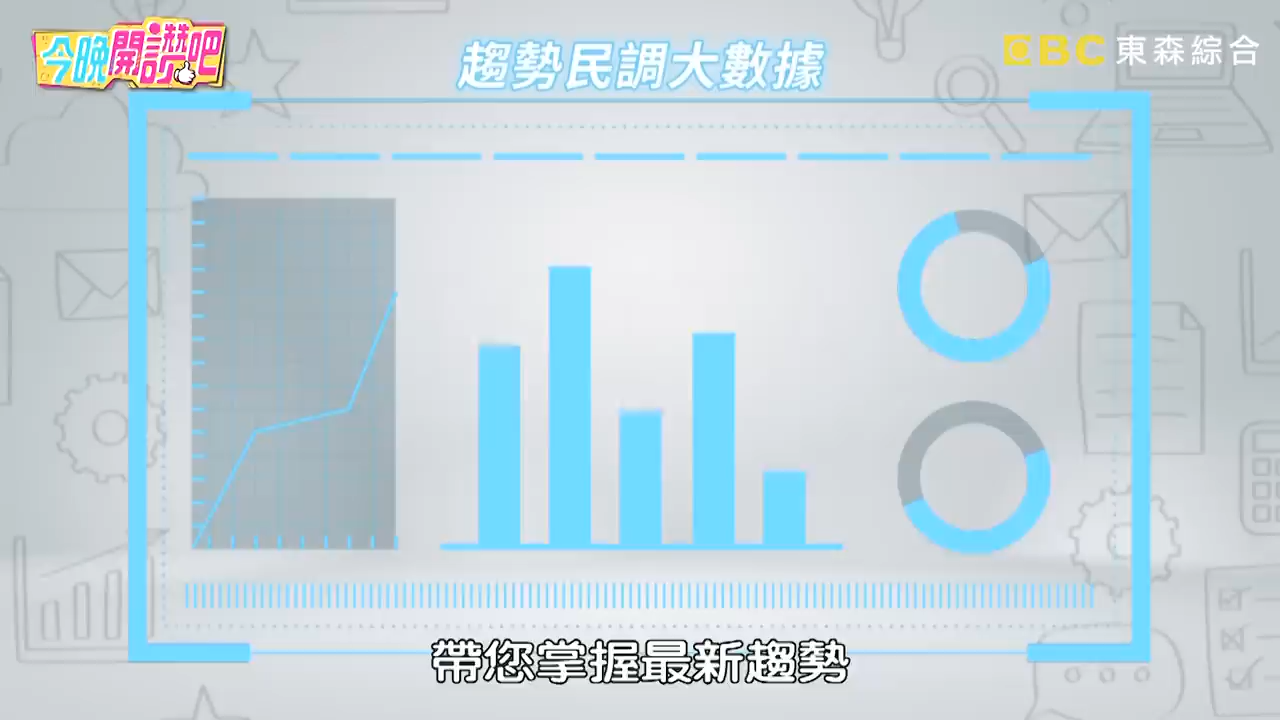 今晚開讚吧
趨勢民調大數據
EBC 東森綜合
帶您掌握最新趨勢